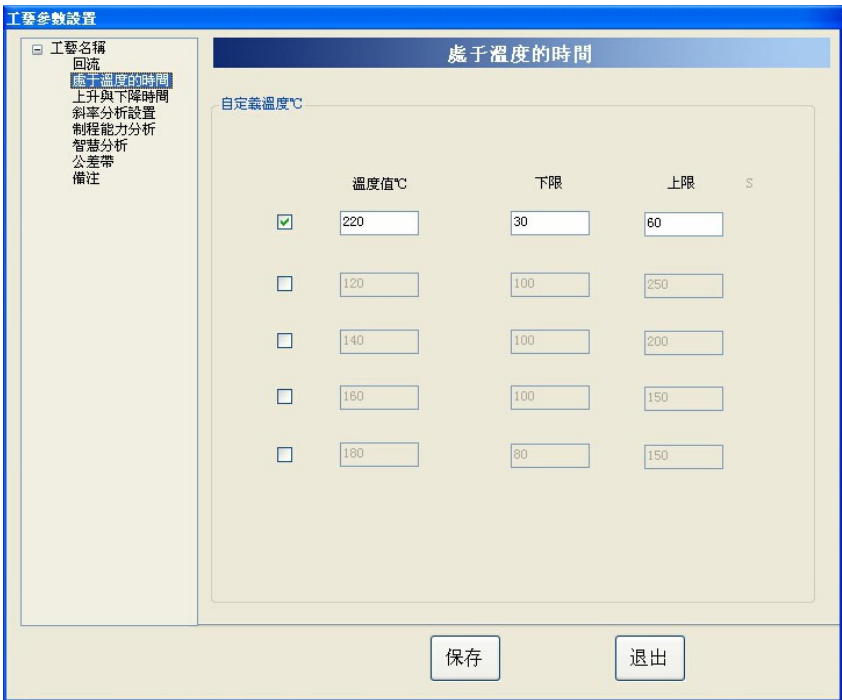 工藝參數設置
工藝名稱
回流
處于溫度的時間
上升與下降時間
斜率分析設置
制程能力分析
智慧分析
公差帶
備注
處于溫度的時間
自定義溫度℃
溫度值℃ 下限 上限 S
220 30 60
120 100 250
140 100 200
160 100 150
180 80 150
保存 退出